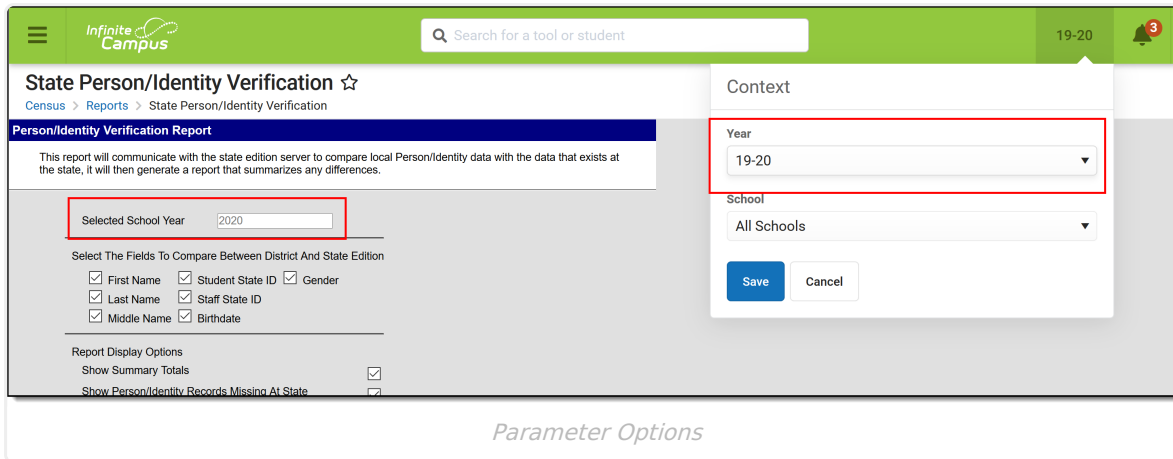 Infinite Campus
Search for a tool or student
19-20
3
State Person/Identity Verification
Census > Reports > State Person/Identity Verification
Person/Identity Verification Report
This report will communicate with the state edition server to compare local Person/Identity data with the data that exists at
the state, it will then generate a report that summarizes any differences.
Selected School Year 2020
Select The Fields To Compare Between District And State Edition
First Name Student State ID Gender
Last Name Staff State ID
Middle Name Birthdate
Report Display Options
Show Summary Totals
Show Person/Identity Records Missing At State
Context
Year
19-20
School
All Schools
Save Cancel
Parameter Options